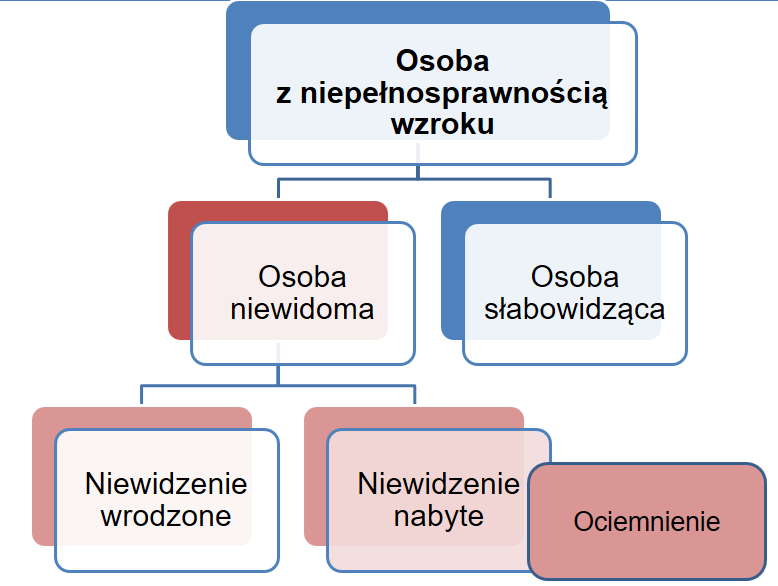 Osoba
z niepełnosprawnością
wzroku
Osoba
niewidoma
Osoba
słabowidząca
Niewidzenie
wrodzone
Niewidzenie
nabyte
Ociemnienie